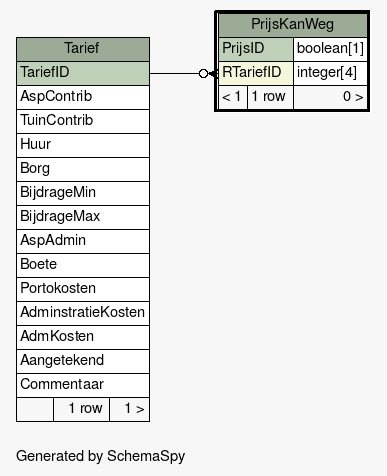 Tarief
TariefID
AspContrib
TuinContrib
Huur
Borg
BijdrageMin
BijdrageMax
AspAdmin
Boete
Portokosten
AdminstratieKosten
AdmKosten
Aangetekend
Commentaar
1 row 1 >
PrijsKanWeg
PrijsID boolean[1]
RTariefID integer[4]
< 1 1 row 0 >
Generated by SchemaSpy